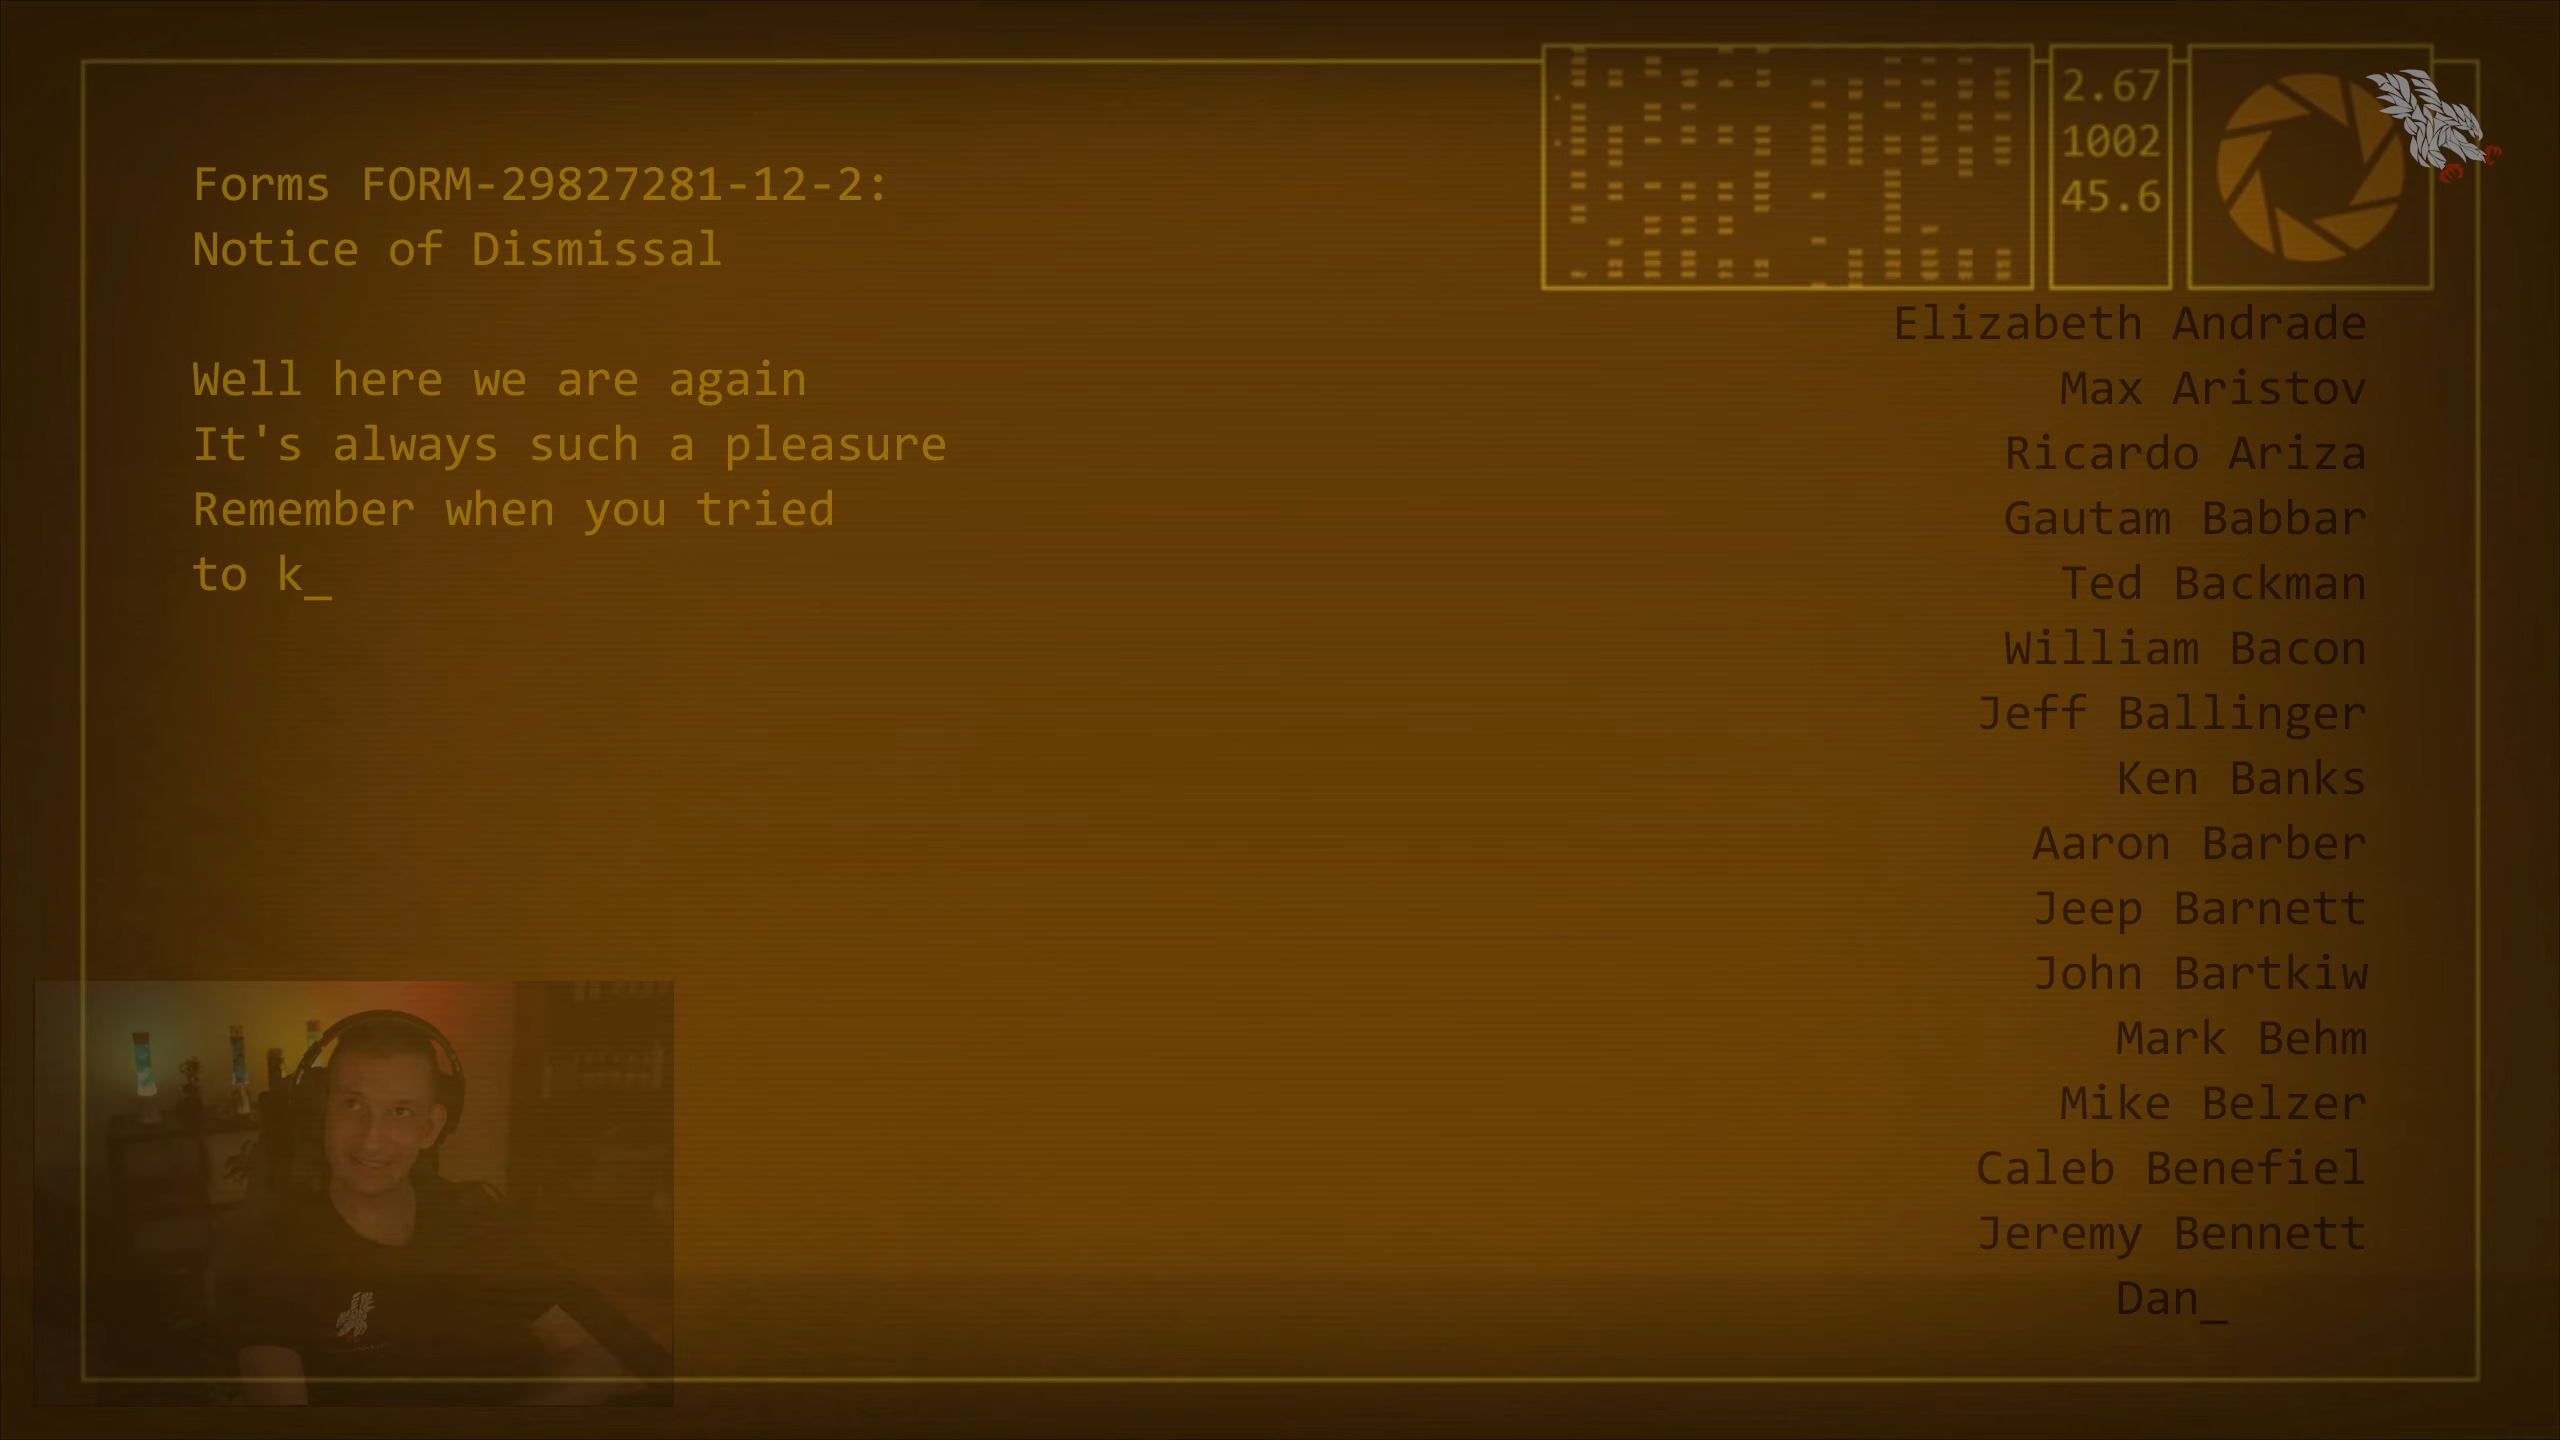 Forms FORM-29827281-12-2:
Notice of Dismissal
Well here we are again
It's always such a pleasure
Remember when you tried
to k_
2.67
1002
45.6
Elizabeth Andrade
Max Aristov
Ricardo Ariza
Gautam Babbar
Ted Backman
William Bacon
Jeff Ballinger
Ken Banks
Aaron Barber
Jeep Barnett
John Bartkiw
Mark Behm
Mike Belzer
Caleb Benefiel
Jeremy Bennett
Dan_